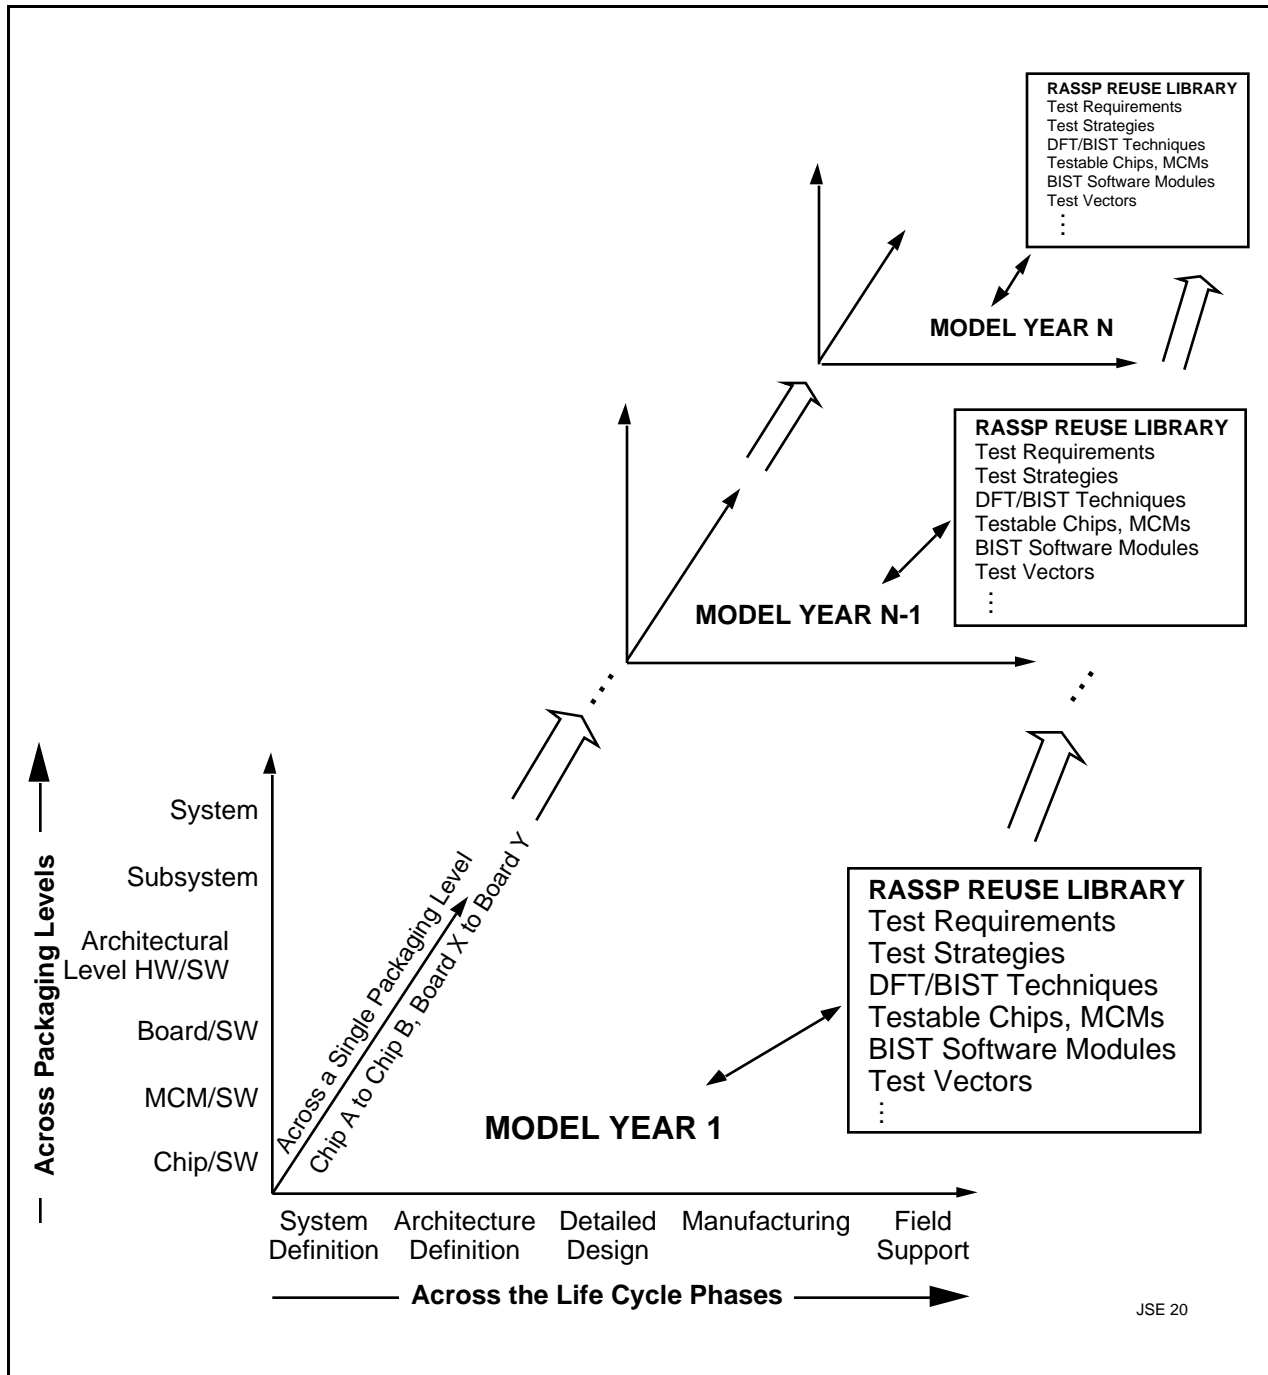 RASSP REUSE LIBRARY
Test Requirements
Test Strategies
DFT/BIST Techniques
Testable Chips, MCMs
BIST Software Modules
Test Vectors
⋮
MODEL YEAR N
RASSP REUSE LIBRARY
Test Requirements
Test Strategies
DFT/BIST Techniques
Testable Chips, MCMs
BIST Software Modules
Test Vectors
⋮
MODEL YEAR N-1
RASSP REUSE LIBRARY
Test Requirements
Test Strategies
DFT/BIST Techniques
Testable Chips, MCMs
BIST Software Modules
Test Vectors
⋮
MODEL YEAR 1
Across Packaging Levels
System
Subsystem
Architectural
Level HW/SW
Board/SW
MCM/SW
Chip/SW
Across a Single Packaging Level
Chip A to Chip B, Board X to Board Y
System
Definition
Architecture
Definition
Detailed
Design
Manufacturing
Field
Support
Across the Life Cycle Phases
JSE 20